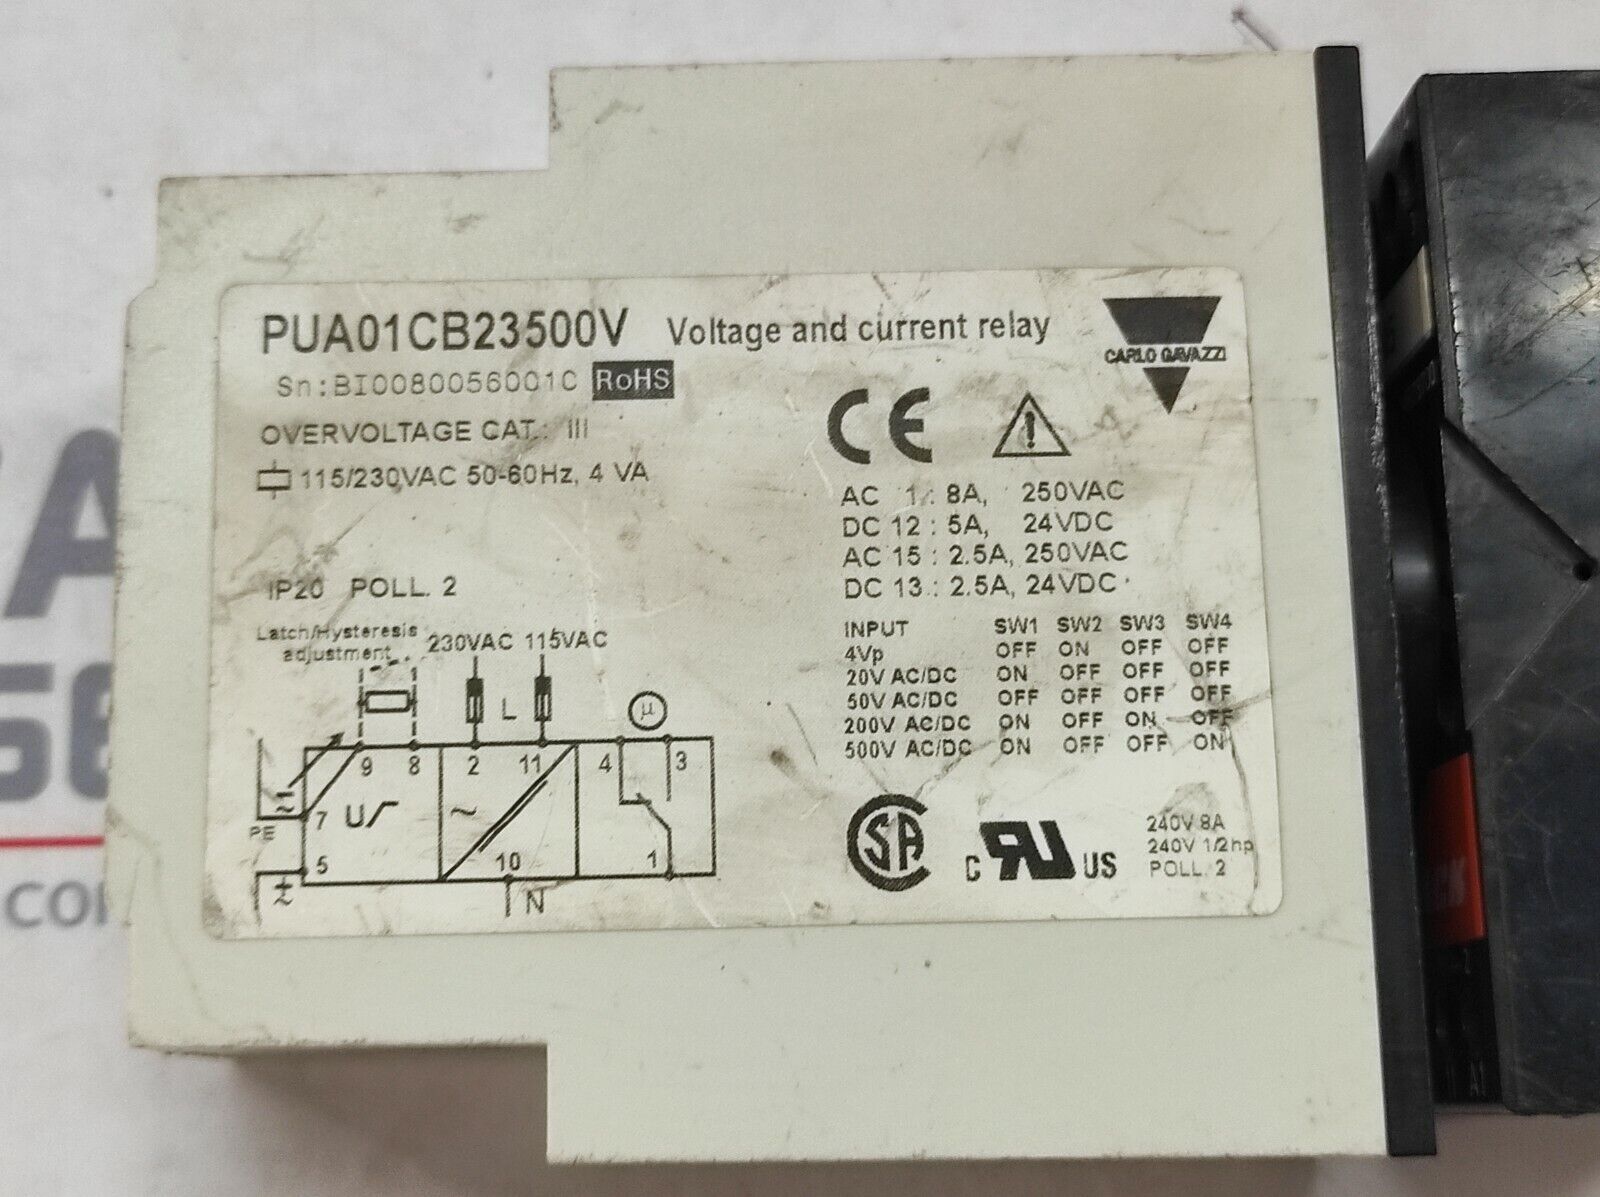 PUA01CB23500V Voltage and current relay
CARLO GAVAZZI
Sn:BI0080056001C RoHS
OVERVOLTAGE CAT.: III
115/230VAC 50-60Hz, 4 VA
CE
AC 1 : 8A, 250VAC
DC 12 : 5A, 24VDC
AC 15 : 2.5A, 250VAC
DC 13 : 2.5A, 24VDC
IP20 POLL. 2
Latch/Hysteresis
adjustment
230VAC 115VAC
L
μ
9 8 2 11 4 3
7 U ~
PE
5 10 1
N
INPUT SW1 SW2 SW3 SW4
4Vp OFF ON OFF OFF
20V AC/DC ON OFF OFF OFF
50V AC/DC OFF OFF OFF OFF
200V AC/DC ON OFF ON OFF
500V AC/DC ON OFF OFF ON
SA
C RU US
240V 8A
240V 1/2hp
POLL. 2
A
56